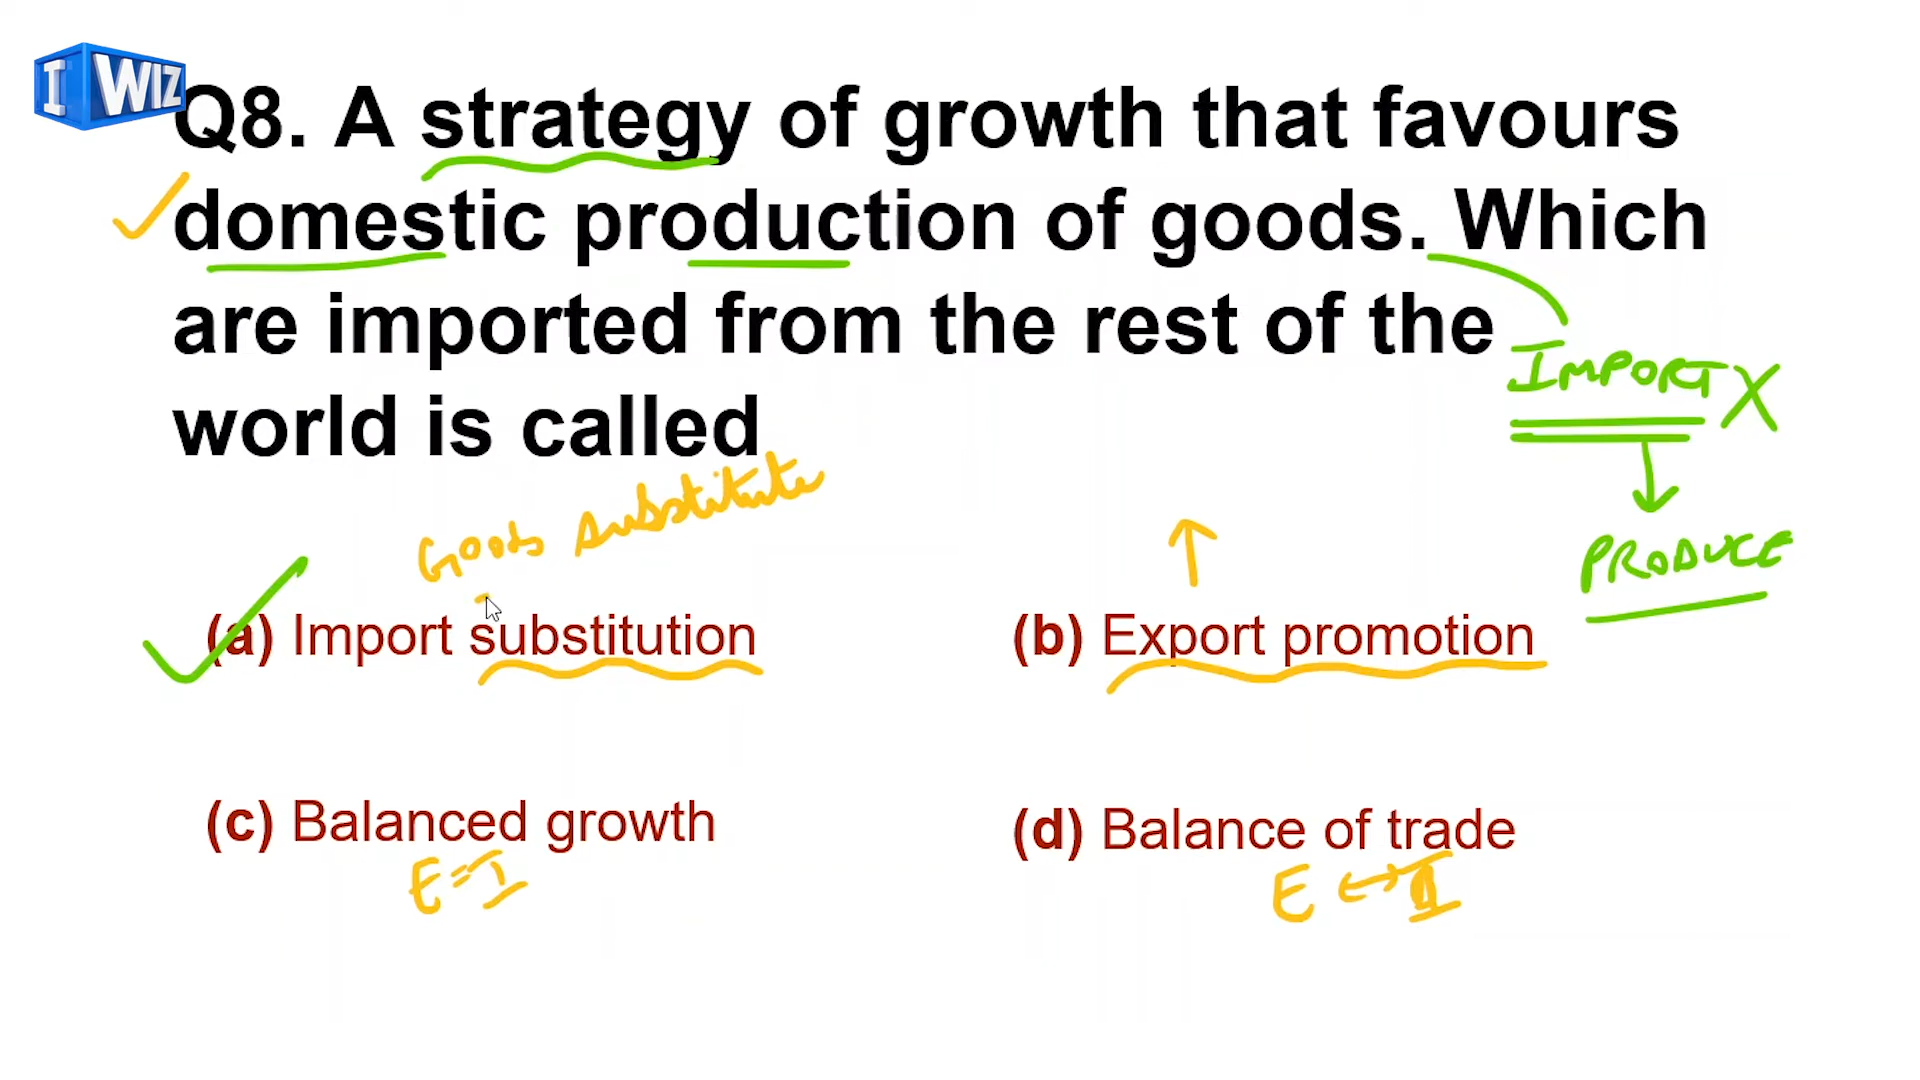 I WIZ
Q8. A strategy of growth that favours
domestic production of goods. Which
are imported from the rest of the
world is called
IMPORT X
PRODUCE
Goods substitute
(a) Import substitution
(b) Export promotion
(c) Balanced growth
(d) Balance of trade
E = I
E ↔ I